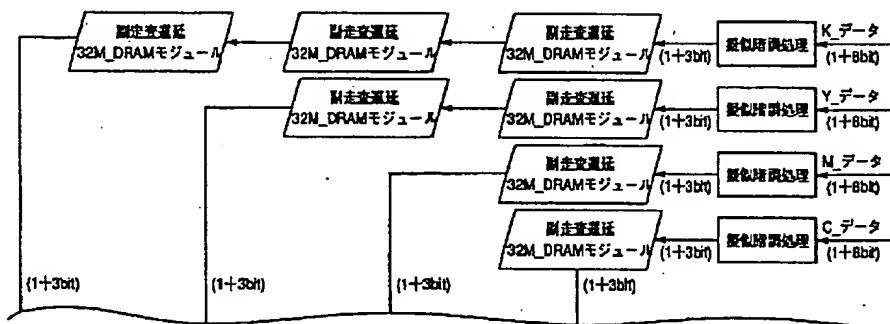 副走査遅延
32M_DRAMモジュール
副走査遅延
32M_DRAMモジュール
副走査遅延
32M_DRAMモジュール
(1+3bit)
擬似階調処理
K_データ
(1+8bit)
副走査遅延
32M_DRAMモジュール
副走査遅延
32M_DRAMモジュール
(1+3bit)
擬似階調処理
Y_データ
(1+8bit)
副走査遅延
32M_DRAMモジュール
(1+3bit)
擬似階調処理
M_データ
(1+8bit)
副走査遅延
32M_DRAMモジュール
(1+3bit)
擬似階調処理
C_データ
(1+8bit)
(1+3bit)
(1+3bit)
(1+3bit)
(1+3bit)